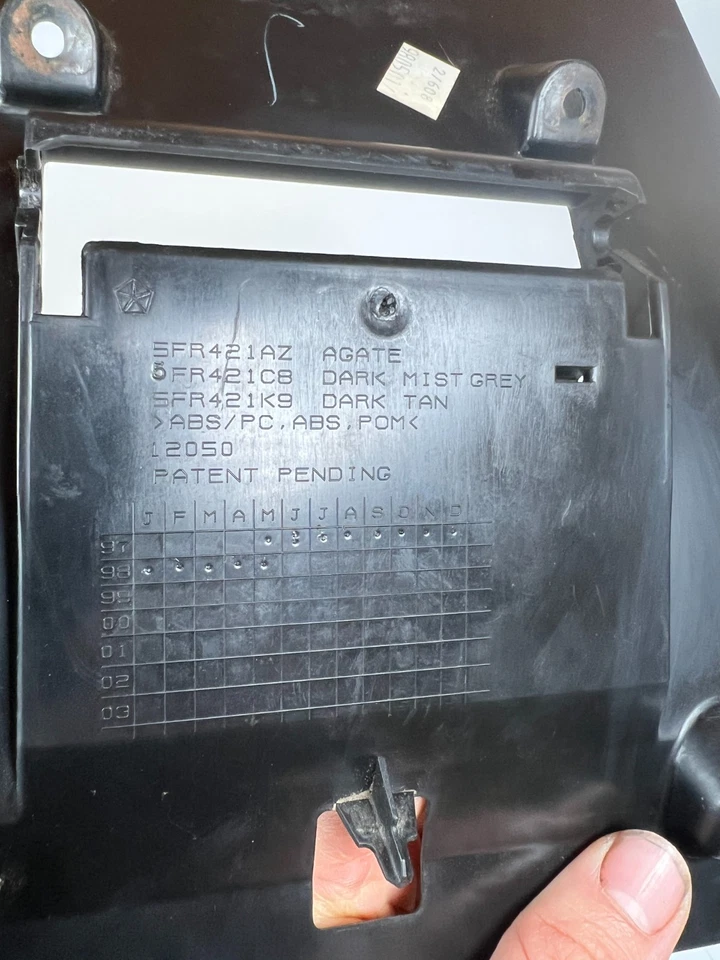 21608
5FR421AZ AGATE
5FR421C8 DARK MIST GREY
5FR421K9 DARK TAN
>ABS/PC,ABS,POM<
12050
PATENT PENDING
J F M A M J J A S O N D
97
98
99
00
01
02
03